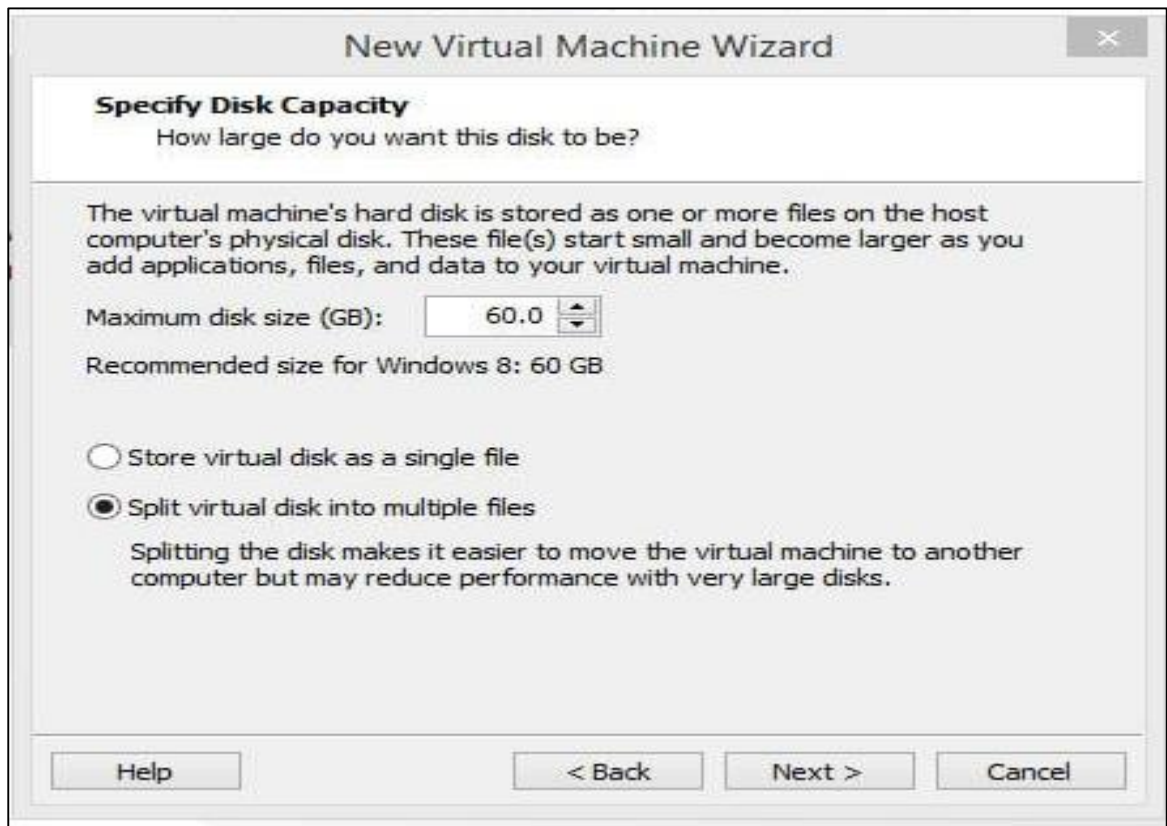 New Virtual Machine Wizard
Specify Disk Capacity
How large do you want this disk to be?
The virtual machine's hard disk is stored as one or more files on the host
computer's physical disk. These file(s) start small and become larger as you
add applications, files, and data to your virtual machine.
Maximum disk size (GB): 60.0
Recommended size for Windows 8: 60 GB
Store virtual disk as a single file
Split virtual disk into multiple files
Splitting the disk makes it easier to move the virtual machine to another
computer but may reduce performance with very large disks.
Help < Back Next > Cancel